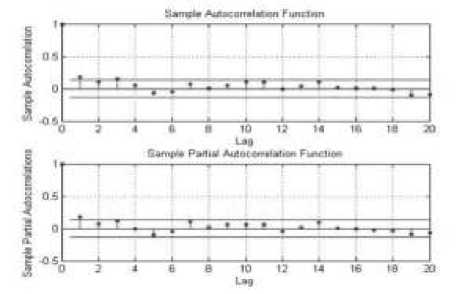 Sample Autocorrelation Function
Sample Autocorrelation
1
0.5
0
-0.5
0 2 4 6 8 10 12 14 16 18 20
Lag
Sample Partial Autocorrelation Function
Sample Partial Autocorrelations
1
0.5
0
-0.5
0 2 4 6 8 10 12 14 16 18 20
Lag